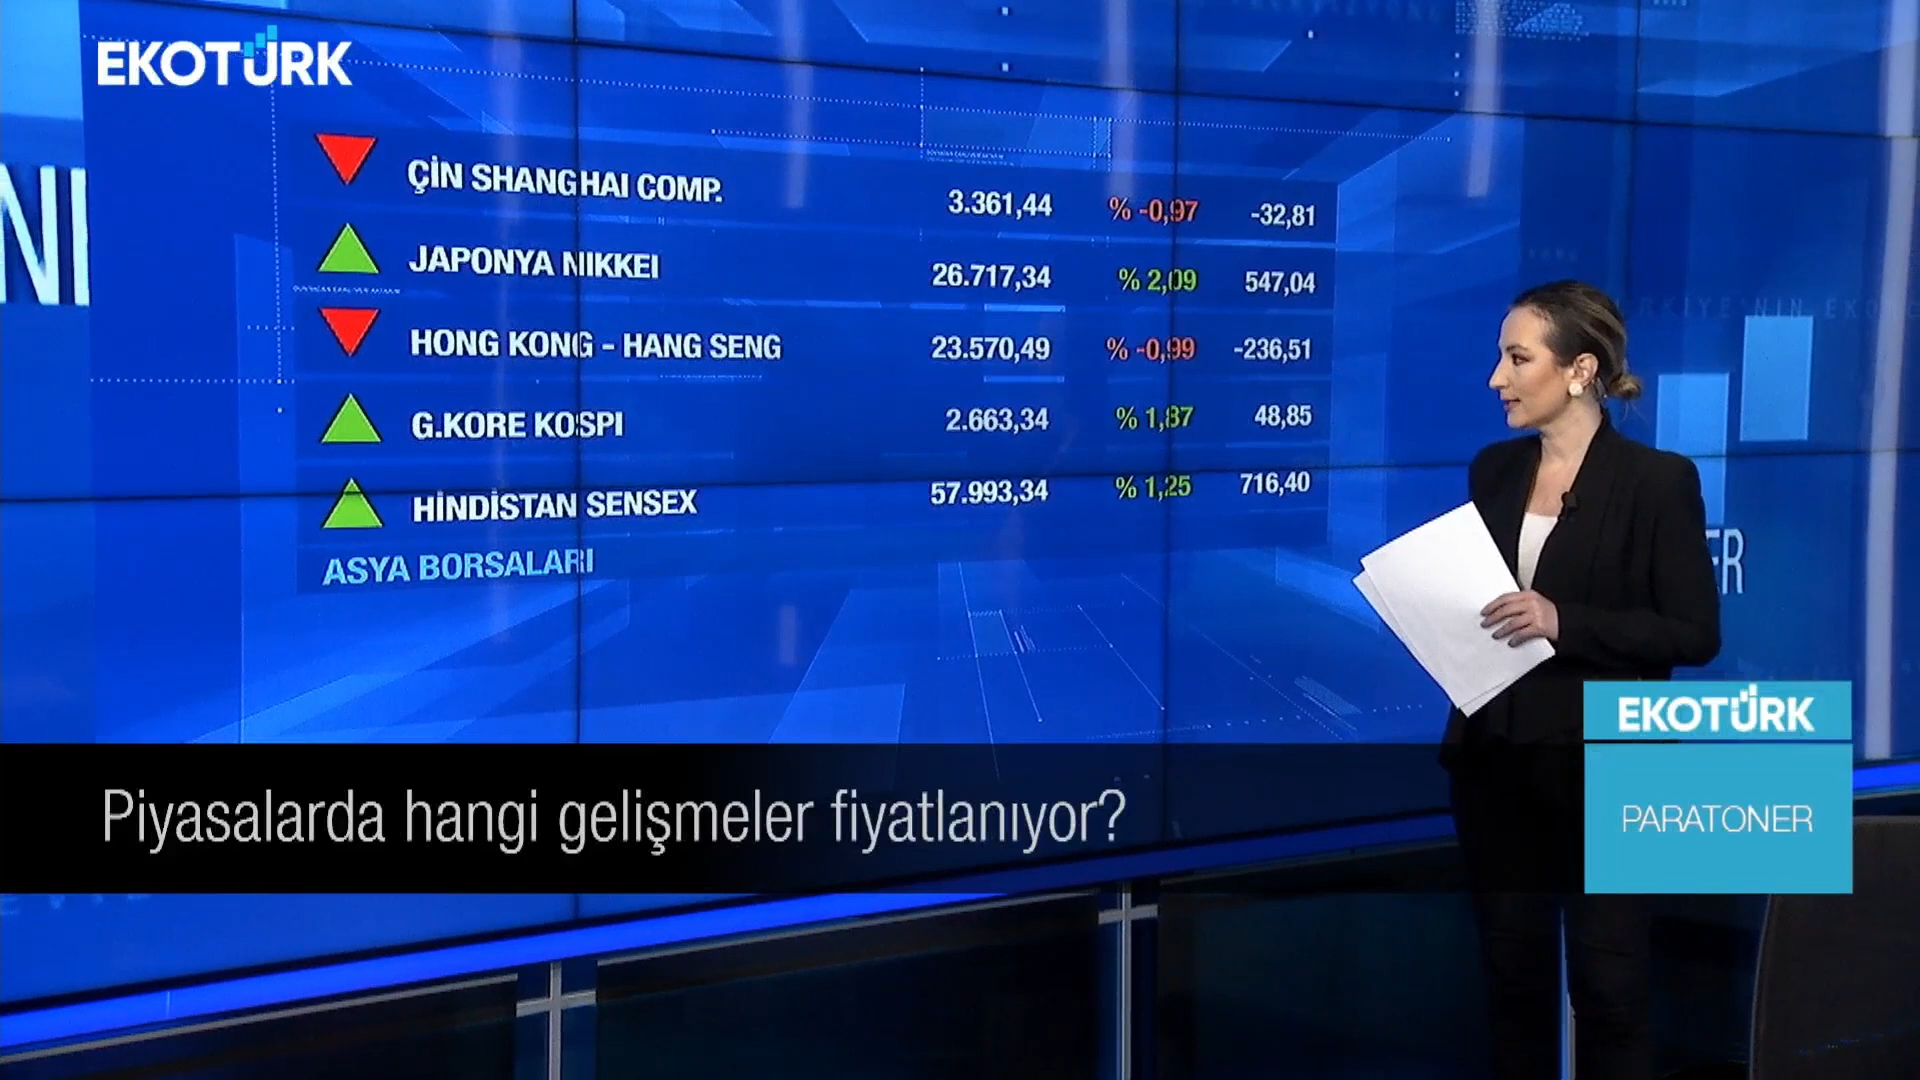 EKOTÜRK
NI
ÇİN SHANGHAI COMP. 3.361,44 % -0,97 -32,81
JAPONYA NIKKEI 26.717,34 % 2,09 547,04
HONG KONG - HANG SENG 23.570,49 % -0,99 -236,51
G.KORE KOSPI 2.663,34 % 1,87 48,85
HİNDİSTAN SENSEX 57.993,34 % 1,25 716,40
ASYA BORSALARI
ER
EKOTÜRK
PARATONER
Piyasalarda hangi gelişmeler fiyatlanıyor?